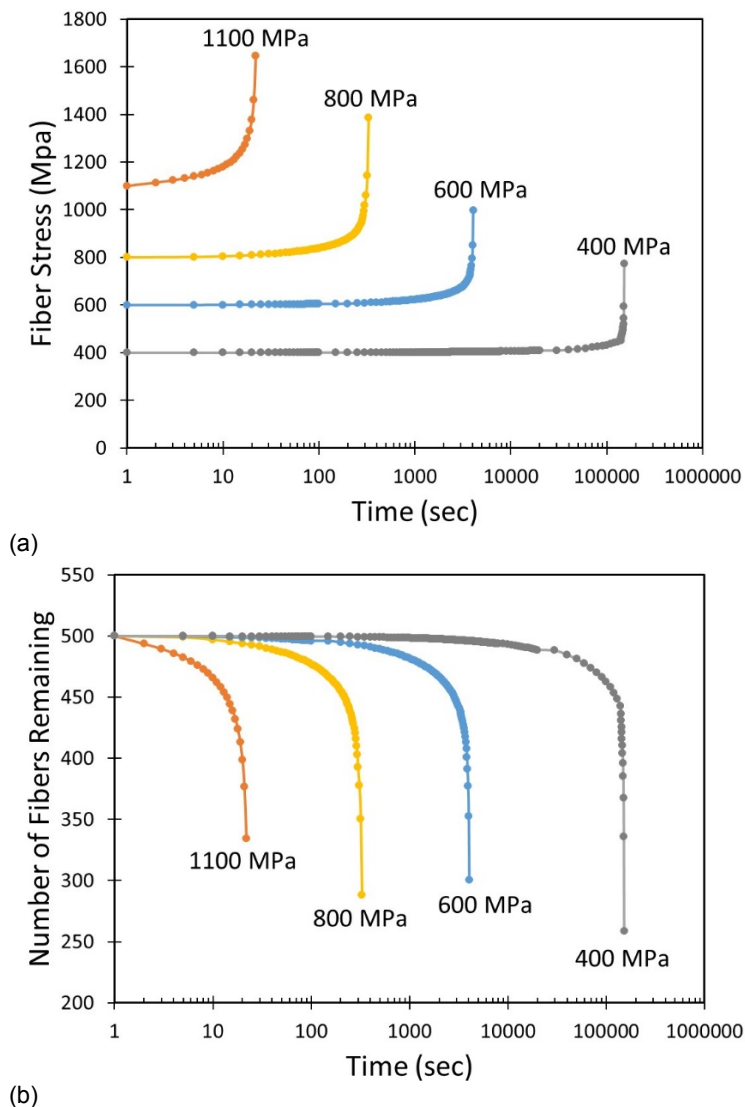 1800
1600
1400
1200
1000
800
600
400
200
0
Fiber Stress (Mpa)
1100 MPa
800 MPa
600 MPa
400 MPa
1 10 100 1000 10000 100000 1000000
Time (sec)
(a)
550
500
450
400
350
300
250
200
Number of Fibers Remaining
1100 MPa
800 MPa
600 MPa
400 MPa
1 10 100 1000 10000 100000 1000000
Time (sec)
(b)